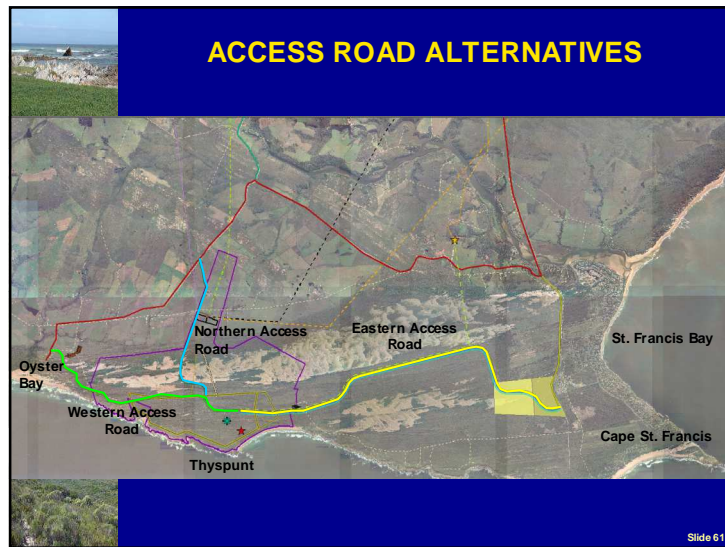 ACCESS ROAD ALTERNATIVES
Northern Access
Road
Eastern Access
Road
St. Francis Bay
Oyster
Bay
Western Access
Road
Cape St. Francis
Thyspunt
Slide 61